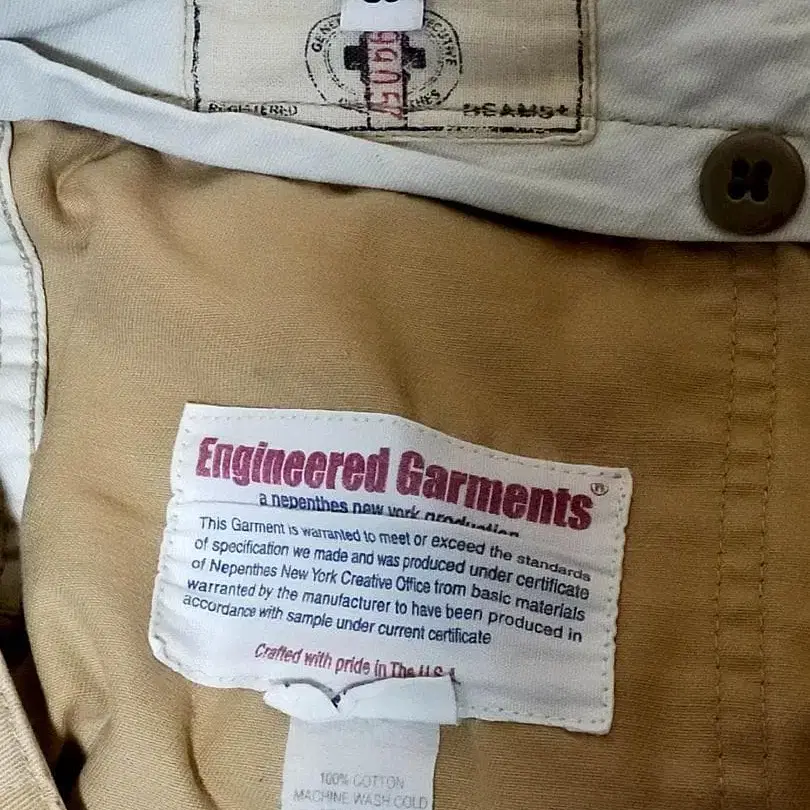 REGISTERED
BEAMS+
Engineered Garments ®
a nepenthes new york production
This Garment is warranted to meet or exceed the standards
of specification we made and was produced under certificate
of Nepenthes New York Creative Office from basic materials
warranted by the manufacturer to have been produced in
accordance with sample under current certificate
Crafted with pride in The U.S.A
100% COTTON
MACHINE WASH COLD